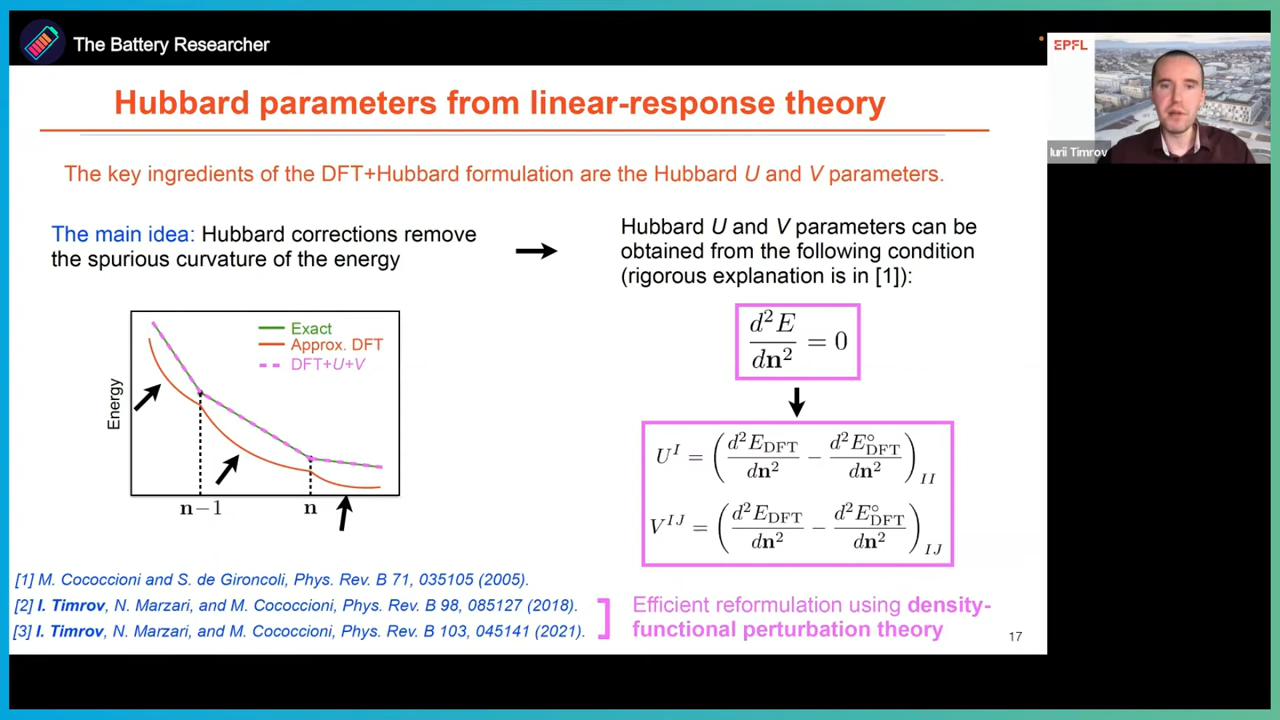 The Battery Researcher
EPFL
Iurii Timrov
Hubbard parameters from linear-response theory
The key ingredients of the DFT+Hubbard formulation are the Hubbard U and V parameters.
The main idea: Hubbard corrections remove
the spurious curvature of the energy
Hubbard U and V parameters can be
obtained from the following condition
(rigorous explanation is in [1]):
Exact
Approx. DFT
DFT+U+V
Energy
n−1
n
d²E/dn² = 0
U^I = (d²E_DFT/dn² − d²E°_DFT/dn²)_II
V^IJ = (d²E_DFT/dn² − d²E°_DFT/dn²)_IJ
[1] M. Cococcioni and S. de Gironcoli, Phys. Rev. B 71, 035105 (2005).
[2] I. Timrov, N. Marzari, and M. Cococcioni, Phys. Rev. B 98, 085127 (2018).
[3] I. Timrov, N. Marzari, and M. Cococcioni, Phys. Rev. B 103, 045141 (2021).
Efficient reformulation using density-
functional perturbation theory
17